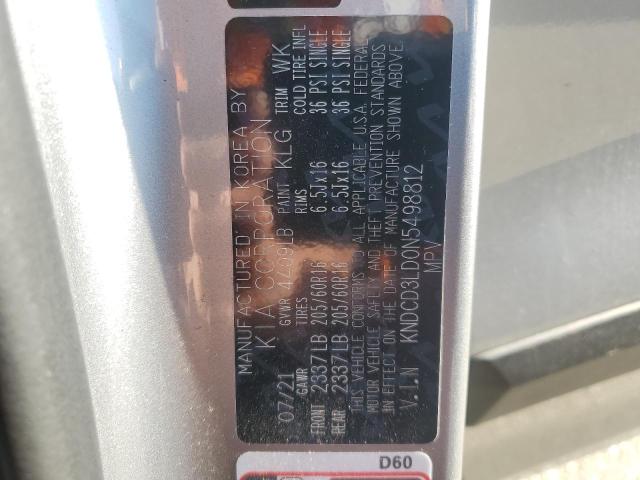 MANUFACTURED IN KOREA BY
KIA CORPORATION
07/21 GVWR 4409LB PAINT KLG TRIM WK
GAWR TIRES RIMS COLD TIRE INFL
FRONT 2337LB 205/60R16 6.5Jx16 36 PSI SINGLE
REAR 2337LB 205/60R16 6.5Jx16 36 PSI SINGLE
THIS VEHICLE CONFORMS TO ALL APPLICABLE U.S.A. FEDERAL
MOTOR VEHICLE SAFETY AND THEFT PREVENTION STANDARDS
IN EFFECT ON THE DATE OF MANUFACTURE SHOWN ABOVE.
V.I.N KNDCD3LD0N5498812
MPV
D60